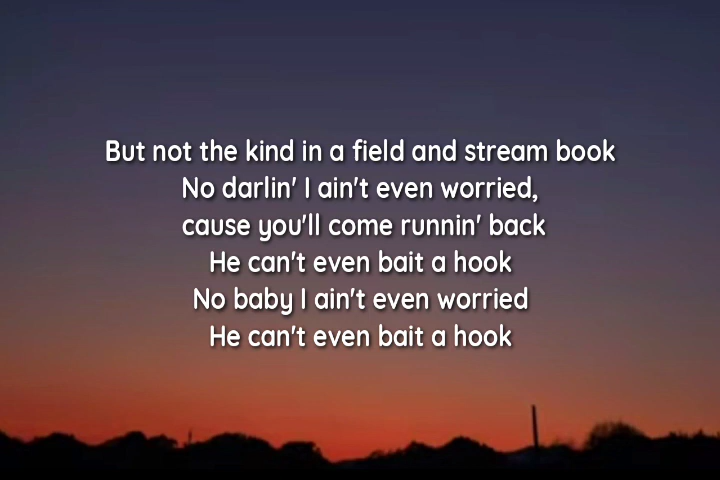 But not the kind in a field and stream book
No darlin' I ain't even worried,
cause you'll come runnin' back
He can't even bait a hook
No baby I ain't even worried
He can't even bait a hook